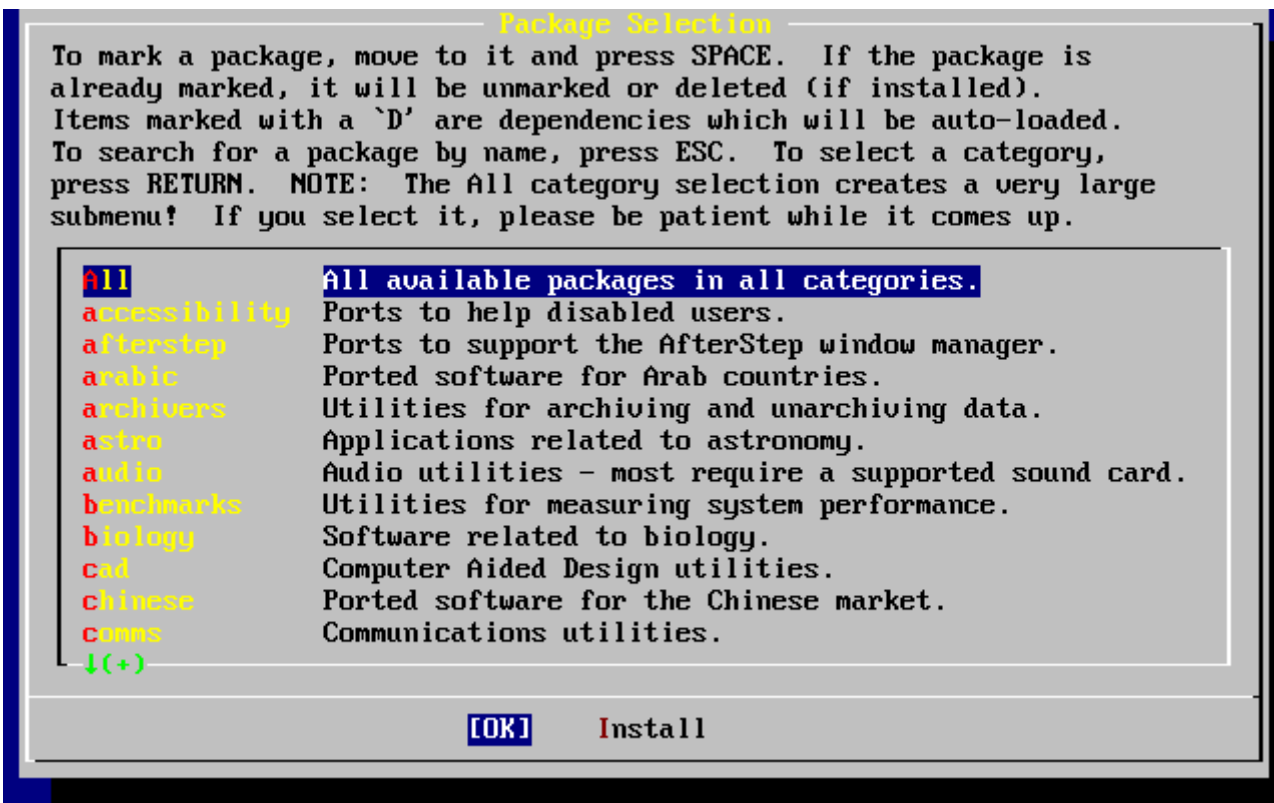 Package Selection
To mark a package, move to it and press SPACE.  If the package is
already marked, it will be unmarked or deleted (if installed).
Items marked with a `D' are dependencies which will be auto-loaded.
To search for a package by name, press ESC.  To select a category,
press RETURN.  NOTE:  The All category selection creates a very large
submenu!  If you select it, please be patient while it comes up.
All All available packages in all categories.
accessibility Ports to help disabled users.
afterstep Ports to support the AfterStep window manager.
arabic Ported software for Arab countries.
archivers Utilities for archiving and unarchiving data.
astro Applications related to astronomy.
audio Audio utilities - most require a supported sound card.
benchmarks Utilities for measuring system performance.
biology Software related to biology.
cad Computer Aided Design utilities.
chinese Ported software for the Chinese market.
comms Communications utilities.
↓(+)
[OK] Install